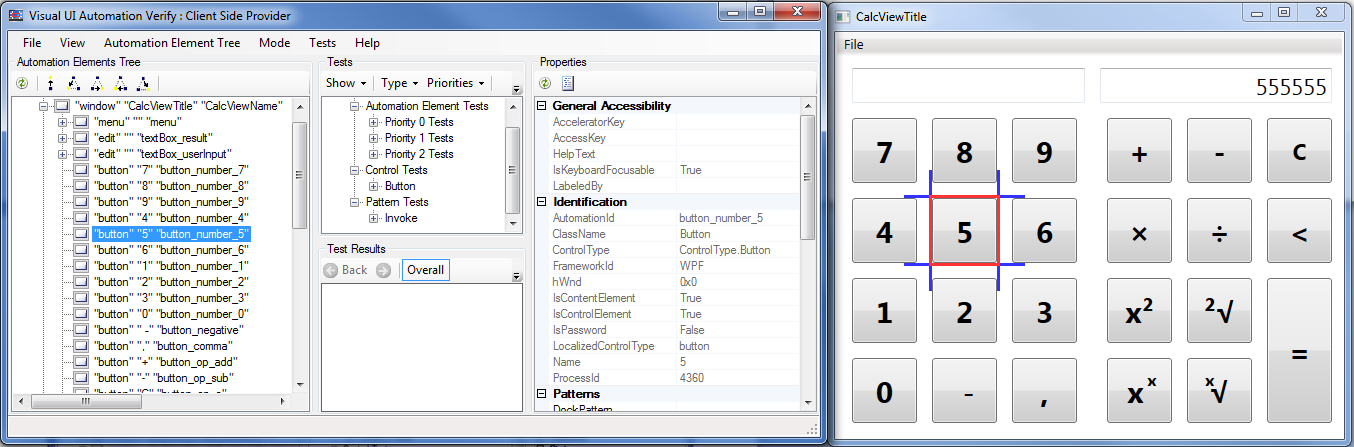 Visual UI Automation Verify : Client Side Provider
File View Automation Element Tree Mode Tests Help
Automation Elements Tree
"window" "CalcViewTitle" "CalcViewName"
"menu" "" "menu"
"edit" "" "textBox_result"
"edit" "" "textBox_userInput"
"button" "7" "button_number_7"
"button" "8" "button_number_8"
"button" "9" "button_number_9"
"button" "4" "button_number_4"
"button" "5" "button_number_5"
"button" "6" "button_number_6"
"button" "1" "button_number_1"
"button" "2" "button_number_2"
"button" "3" "button_number_3"
"button" "0" "button_number_0"
"button" " -" "button_negative"
"button" "," "button_comma"
"button" "+" "button_op_add"
"button" "-" "button_op_sub"
Tests
Show Type Priorities
Automation Element Tests
Priority 0 Tests
Priority 1 Tests
Priority 2 Tests
Control Tests
Button
Pattern Tests
Invoke
Test Results
Back Overall
Properties
General Accessibility
AcceleratorKey
AccessKey
HelpText
IsKeyboardFocusable True
LabeledBy
Identification
AutomationId button_number_5
ClassName Button
ControlType ControlType.Button
FrameworkId WPF
hWnd 0x0
IsContentElement True
IsControlElement True
IsPassword False
LocalizedControlType button
Name 5
ProcessId 4360
Patterns
DockPattern
CalcViewTitle
File
555555
7 8 9 + - C
4 5 6 × ÷ <
1 2 3 x² ²√ =
0 - , xˣ ˣ√